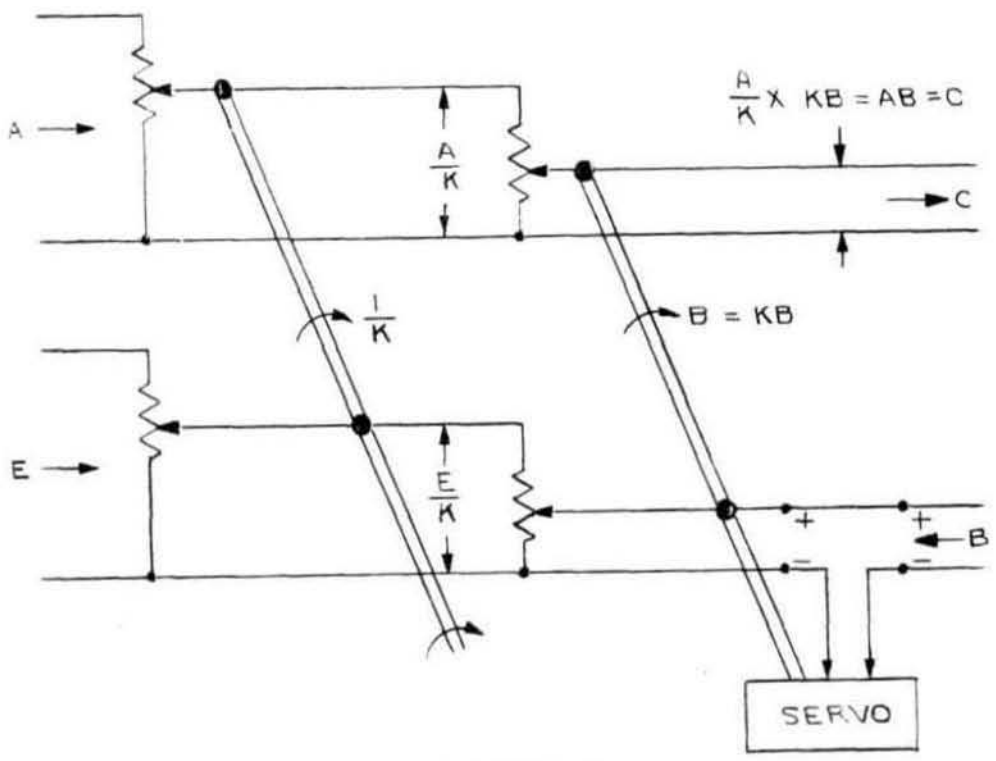 A
A/K
A/K X KB = AB = C
C
1/K
B = KB
E
E/K
+
+
B
-
-
SERVO